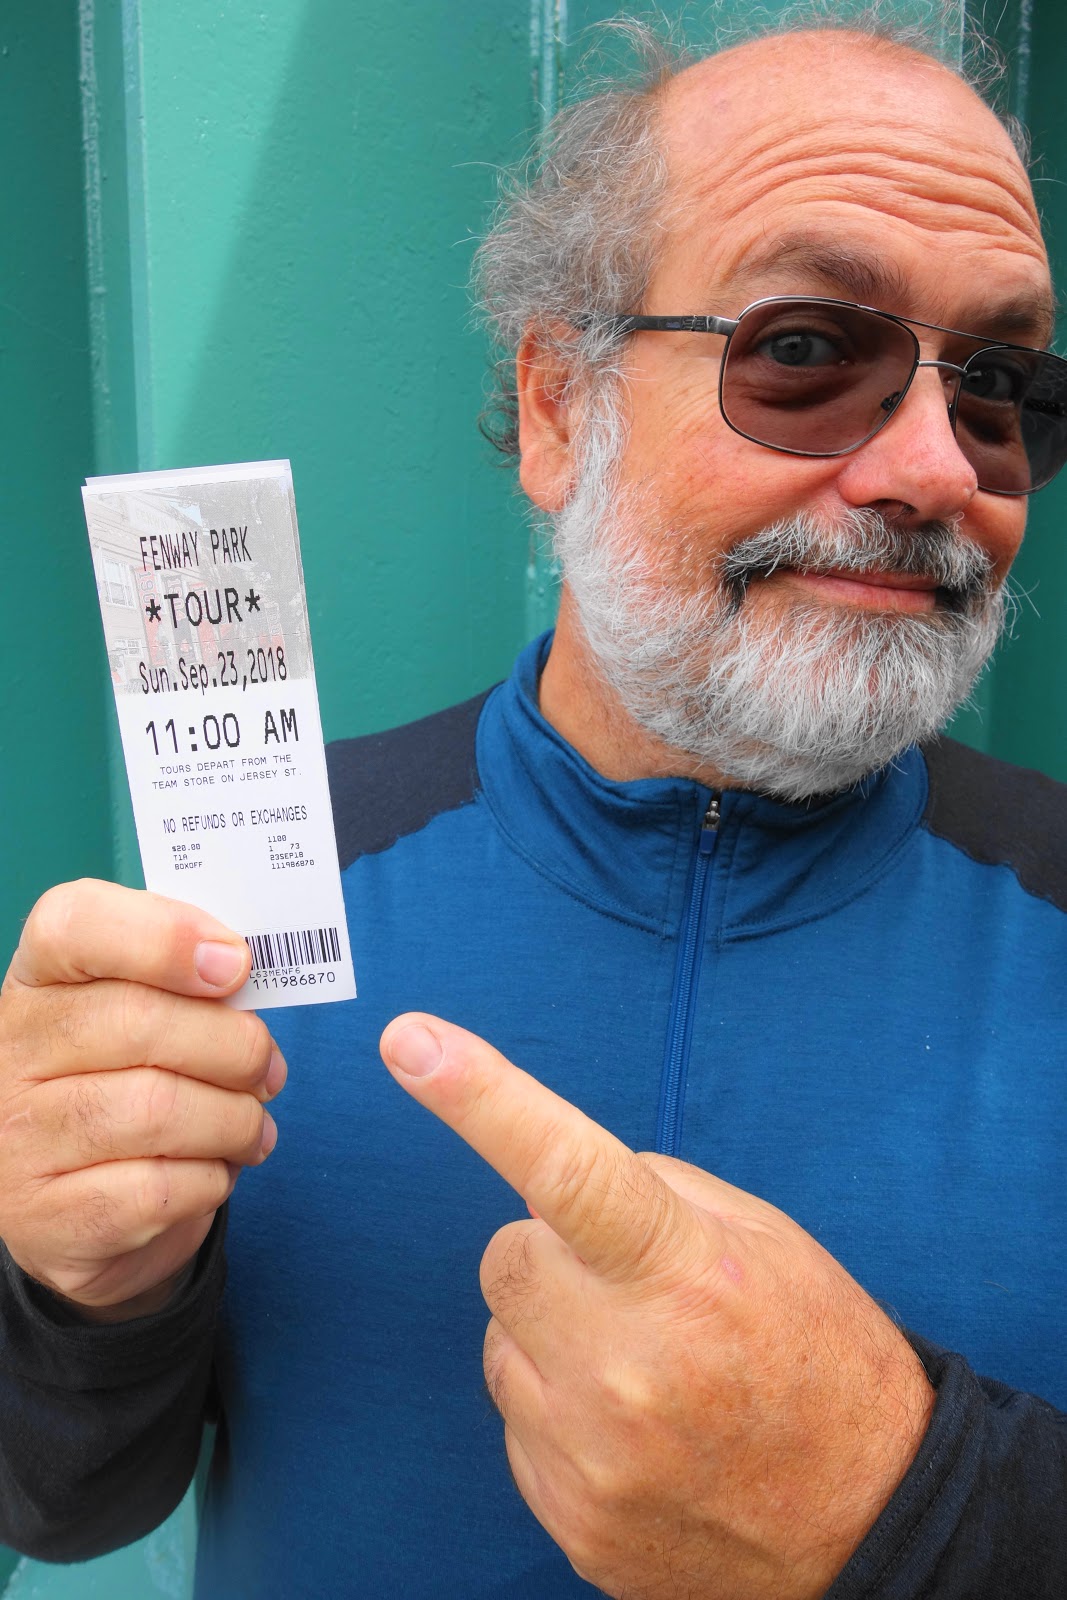 FENWAY PARK
*TOUR*
Sun.Sep.23,2018
11:00 AM
TOURS DEPART FROM THE
TEAM STORE ON JERSEY ST.
NO REFUNDS OR EXCHANGES
$20.00 1100
T1A 1 73
BOXOFF 23SEP18
111986870
L63MENF6
111986870